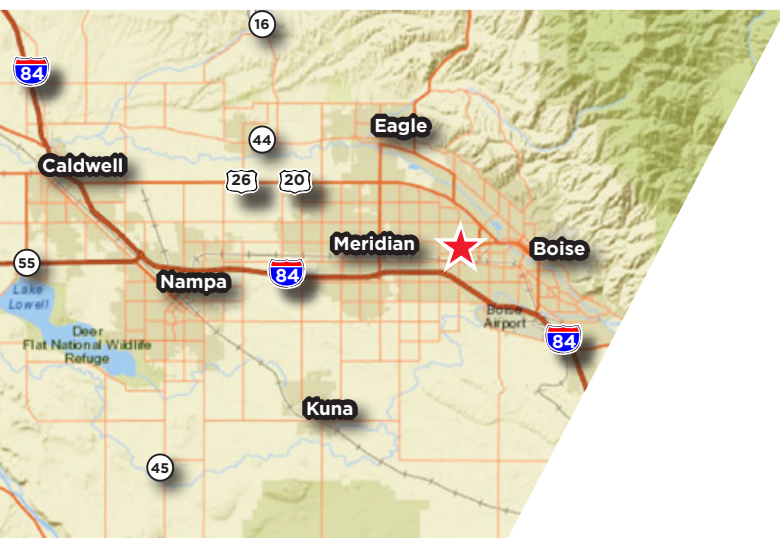 16
84
Eagle
44
Caldwell
26
20
Meridian
Boise
55
84
Nampa
Lake
Lowell
Boise
Airport
Deer
Flat National Wildlife
Refuge
84
Kuna
45